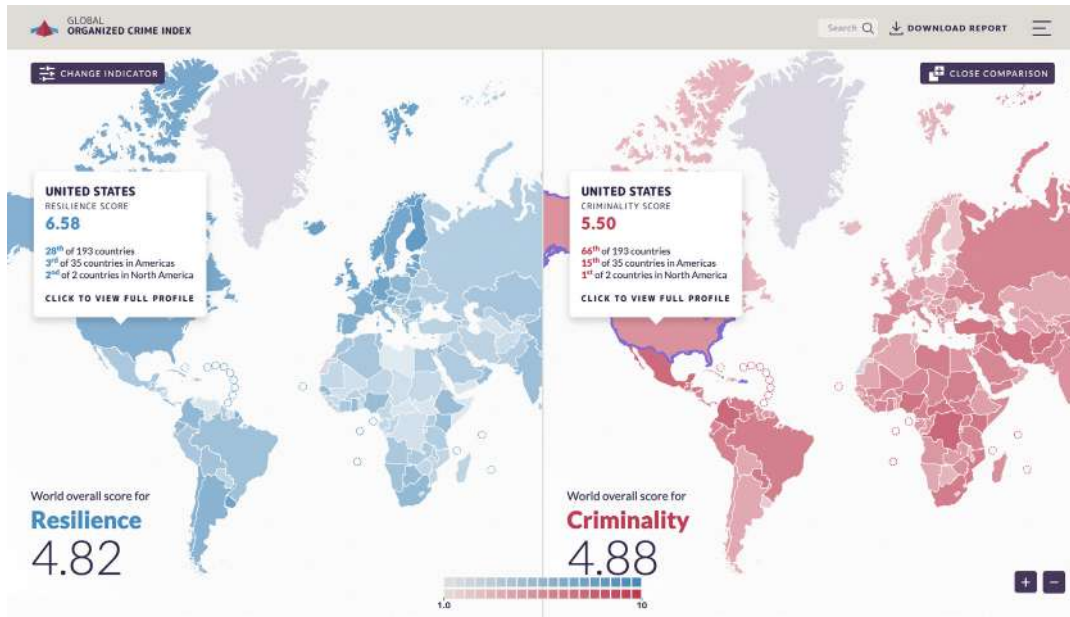 GLOBAL
ORGANIZED CRIME INDEX
Search
DOWNLOAD REPORT
CHANGE INDICATOR
CLOSE COMPARISON
UNITED STATES
RESILIENCE SCORE
6.58
28th of 193 countries
3rd of 35 countries in Americas
2nd of 2 countries in North America
CLICK TO VIEW FULL PROFILE
UNITED STATES
CRIMINALITY SCORE
5.50
66th of 193 countries
15th of 35 countries in Americas
1st of 2 countries in North America
CLICK TO VIEW FULL PROFILE
World overall score for
Resilience
4.82
World overall score for
Criminality
4.88
+ −
1.0 10